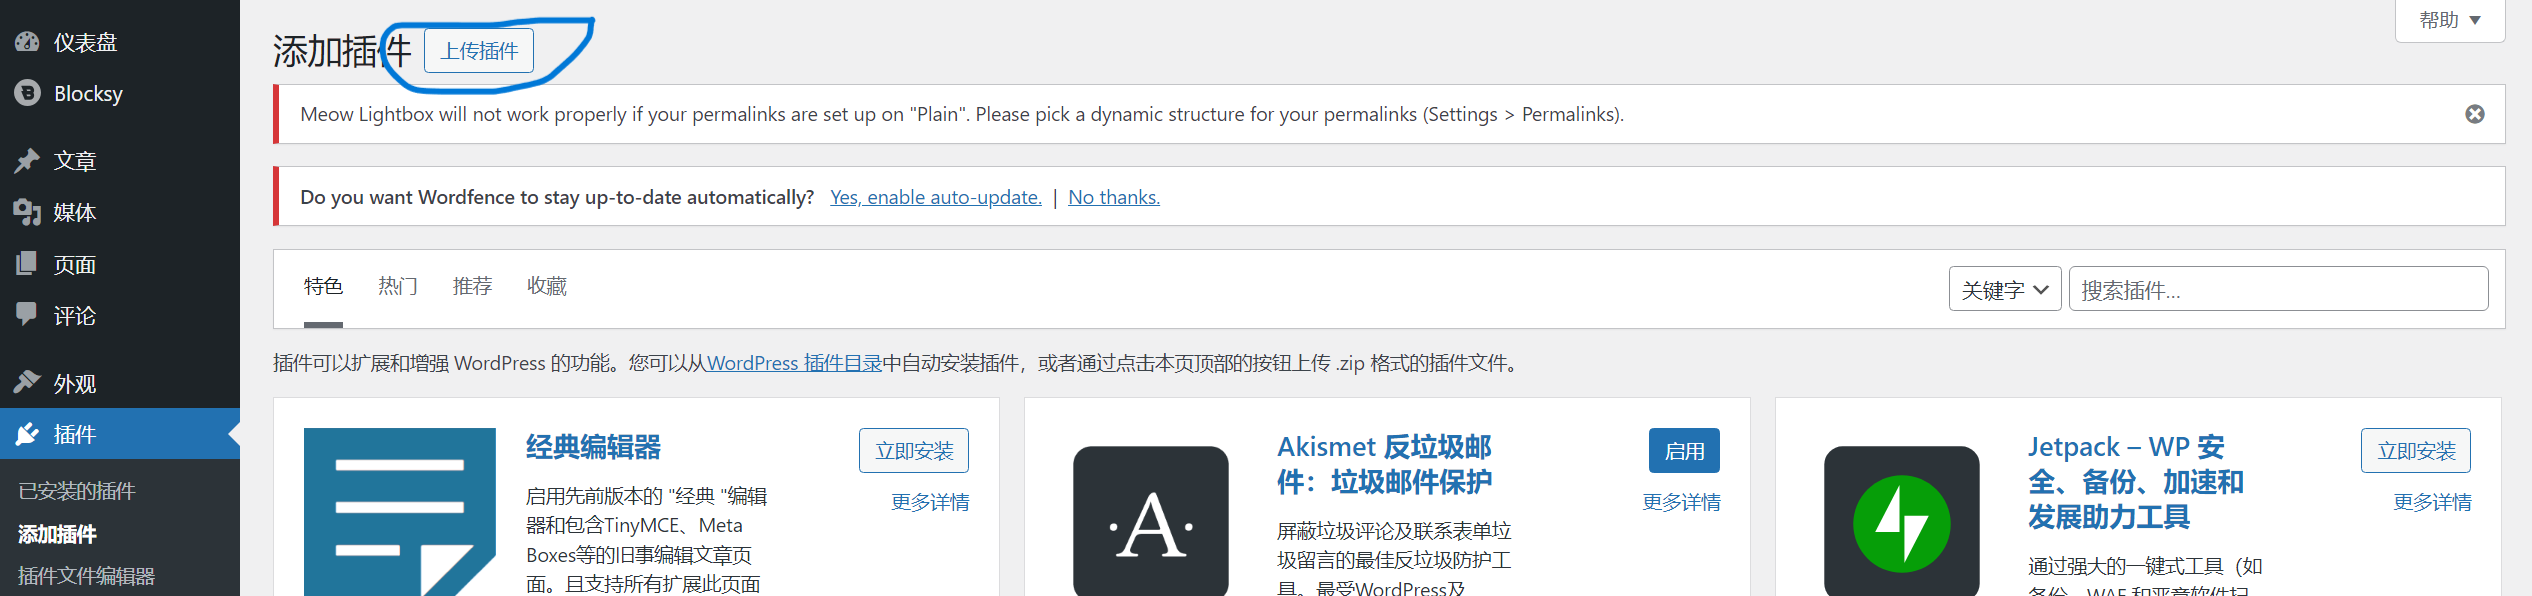 仪表盘
Blocksy
文章
媒体
页面
评论
外观
插件
已安装的插件
添加插件
插件文件编辑器
添加插件 上传插件
帮助
Meow Lightbox will not work properly if your permalinks are set up on "Plain". Please pick a dynamic structure for your permalinks (Settings > Permalinks).
Do you want Wordfence to stay up-to-date automatically? Yes, enable auto-update. | No thanks.
特色 热门 推荐 收藏 关键字 搜索插件...
插件可以扩展和增强 WordPress 的功能。您可以从WordPress 插件目录中自动安装插件，或者通过点击本页顶部的按钮上传 .zip 格式的插件文件。
经典编辑器
立即安装
更多详情
启用先前版本的 "经典 "编辑
器和包含TinyMCE、Meta
Boxes等的旧事编辑文章页
面。且支持所有扩展此页面
·A·
Akismet 反垃圾邮
件：垃圾邮件保护
启用
更多详情
屏蔽垃圾评论及联系表单垃
圾留言的最佳反垃圾防护工
具。最受WordPress及
Jetpack – WP 安
全、备份、加速和
发展助力工具
立即安装
更多详情
通过强大的一键式工具（如
备份、WAF 和恶意软件扫